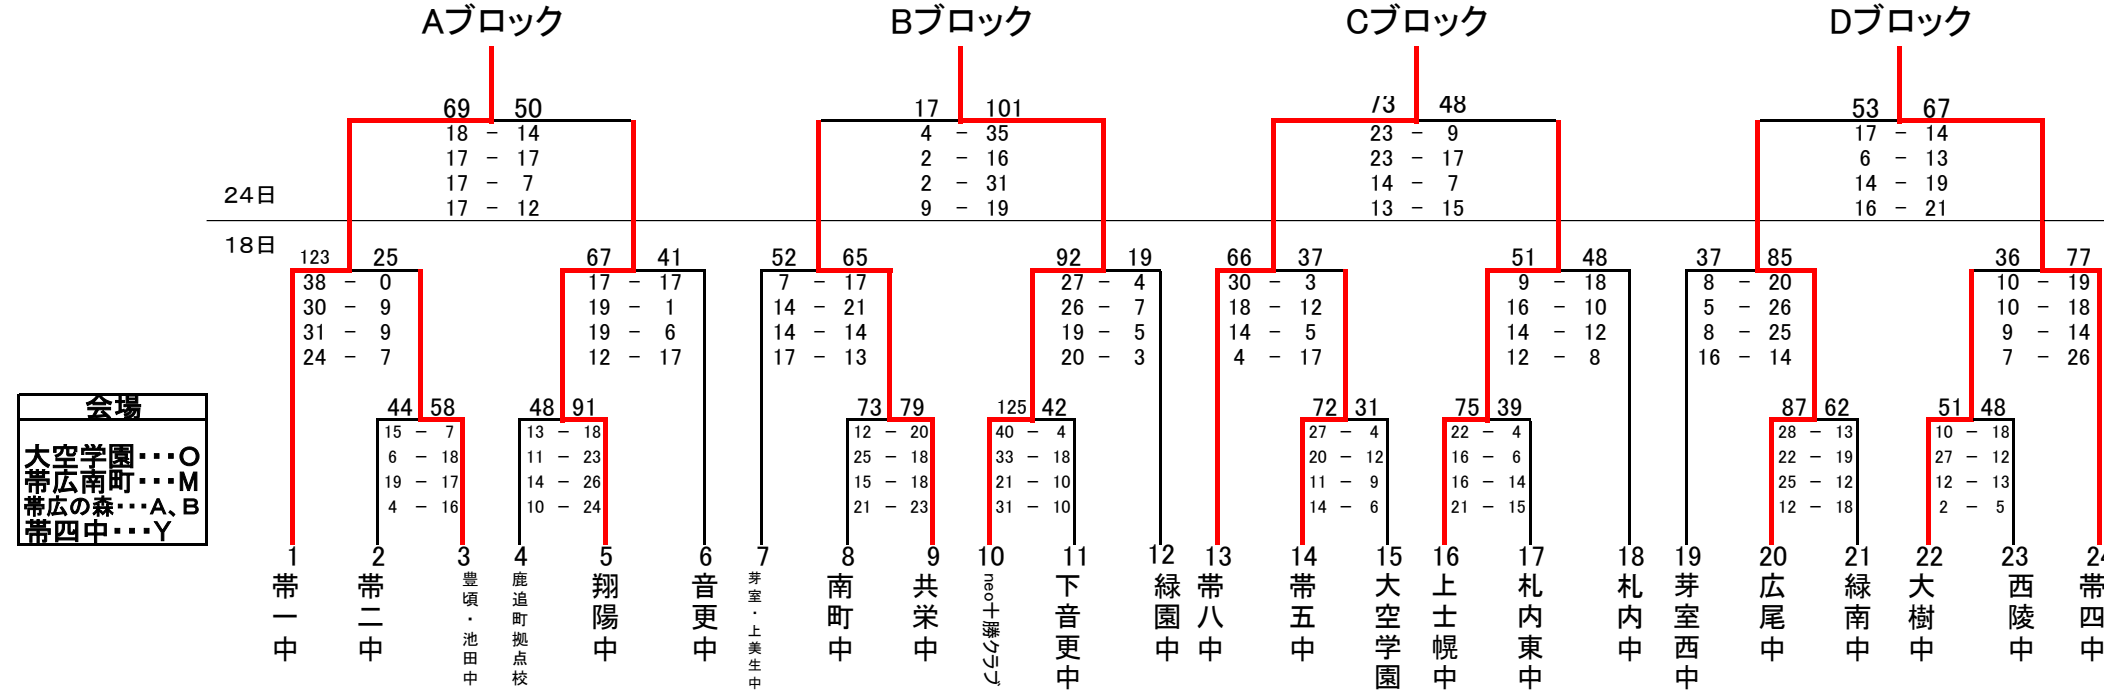 Aブロック Bブロック Cブロック Dブロック
69 50 17 101 73 48 53 67
18 － 14 4 － 35 23 － 9 17 － 14
17 － 17 2 － 16 23 － 17 6 － 13
17 － 7 2 － 31 14 － 7 14 － 19
17 － 12 9 － 19 13 － 15 16 － 21
24日
18日
123 25 67 41 52 65 92 19 66 37 51 48 37 85 36 77
38 － 0 17 － 17 7 － 17 27 － 4 30 － 3 9 － 18 8 － 20 10 － 19
30 － 9 19 － 1 14 － 21 26 － 7 18 － 12 16 － 10 5 － 26 10 － 18
31 － 9 19 － 6 14 － 14 19 － 5 14 － 5 14 － 12 8 － 25 9 － 14
24 － 7 12 － 17 17 － 13 20 － 3 4 － 17 12 － 8 16 － 14 7 － 26
44 58 48 91 73 79 125 42 72 31 75 39 87 62 51 48
15 － 7 13 － 18 12 － 20 40 － 4 27 － 4 22 － 4 28 － 13 10 － 18
6 － 18 11 － 23 25 － 18 33 － 18 20 － 12 16 － 6 22 － 19 27 － 12
19 － 17 14 － 26 15 － 18 21 － 10 11 － 9 16 － 14 25 － 12 12 － 13
4 － 16 10 － 24 21 － 23 31 － 10 14 － 6 21 － 15 12 － 18 2 － 5
会場
大空学園･･･O
帯広南町･･･M
帯広の森･･･A、B
帯四中･･･Y
1 2 3 4 5 6 7 8 9 10 11 12 13 14 15 16 17 18 19 20 21 22 23 24
帯一中
帯二中
豊頃・池田中
鹿追町拠点校
翔陽中
音更中
芽室・上美生中
南町中
共栄中
neo十勝クラブ
下音更中
緑園中
帯八中
帯五中
大空学園
上士幌中
札内東中
札内中
芽室西中
広尾中
緑南中
大樹中
西陵中
帯四中